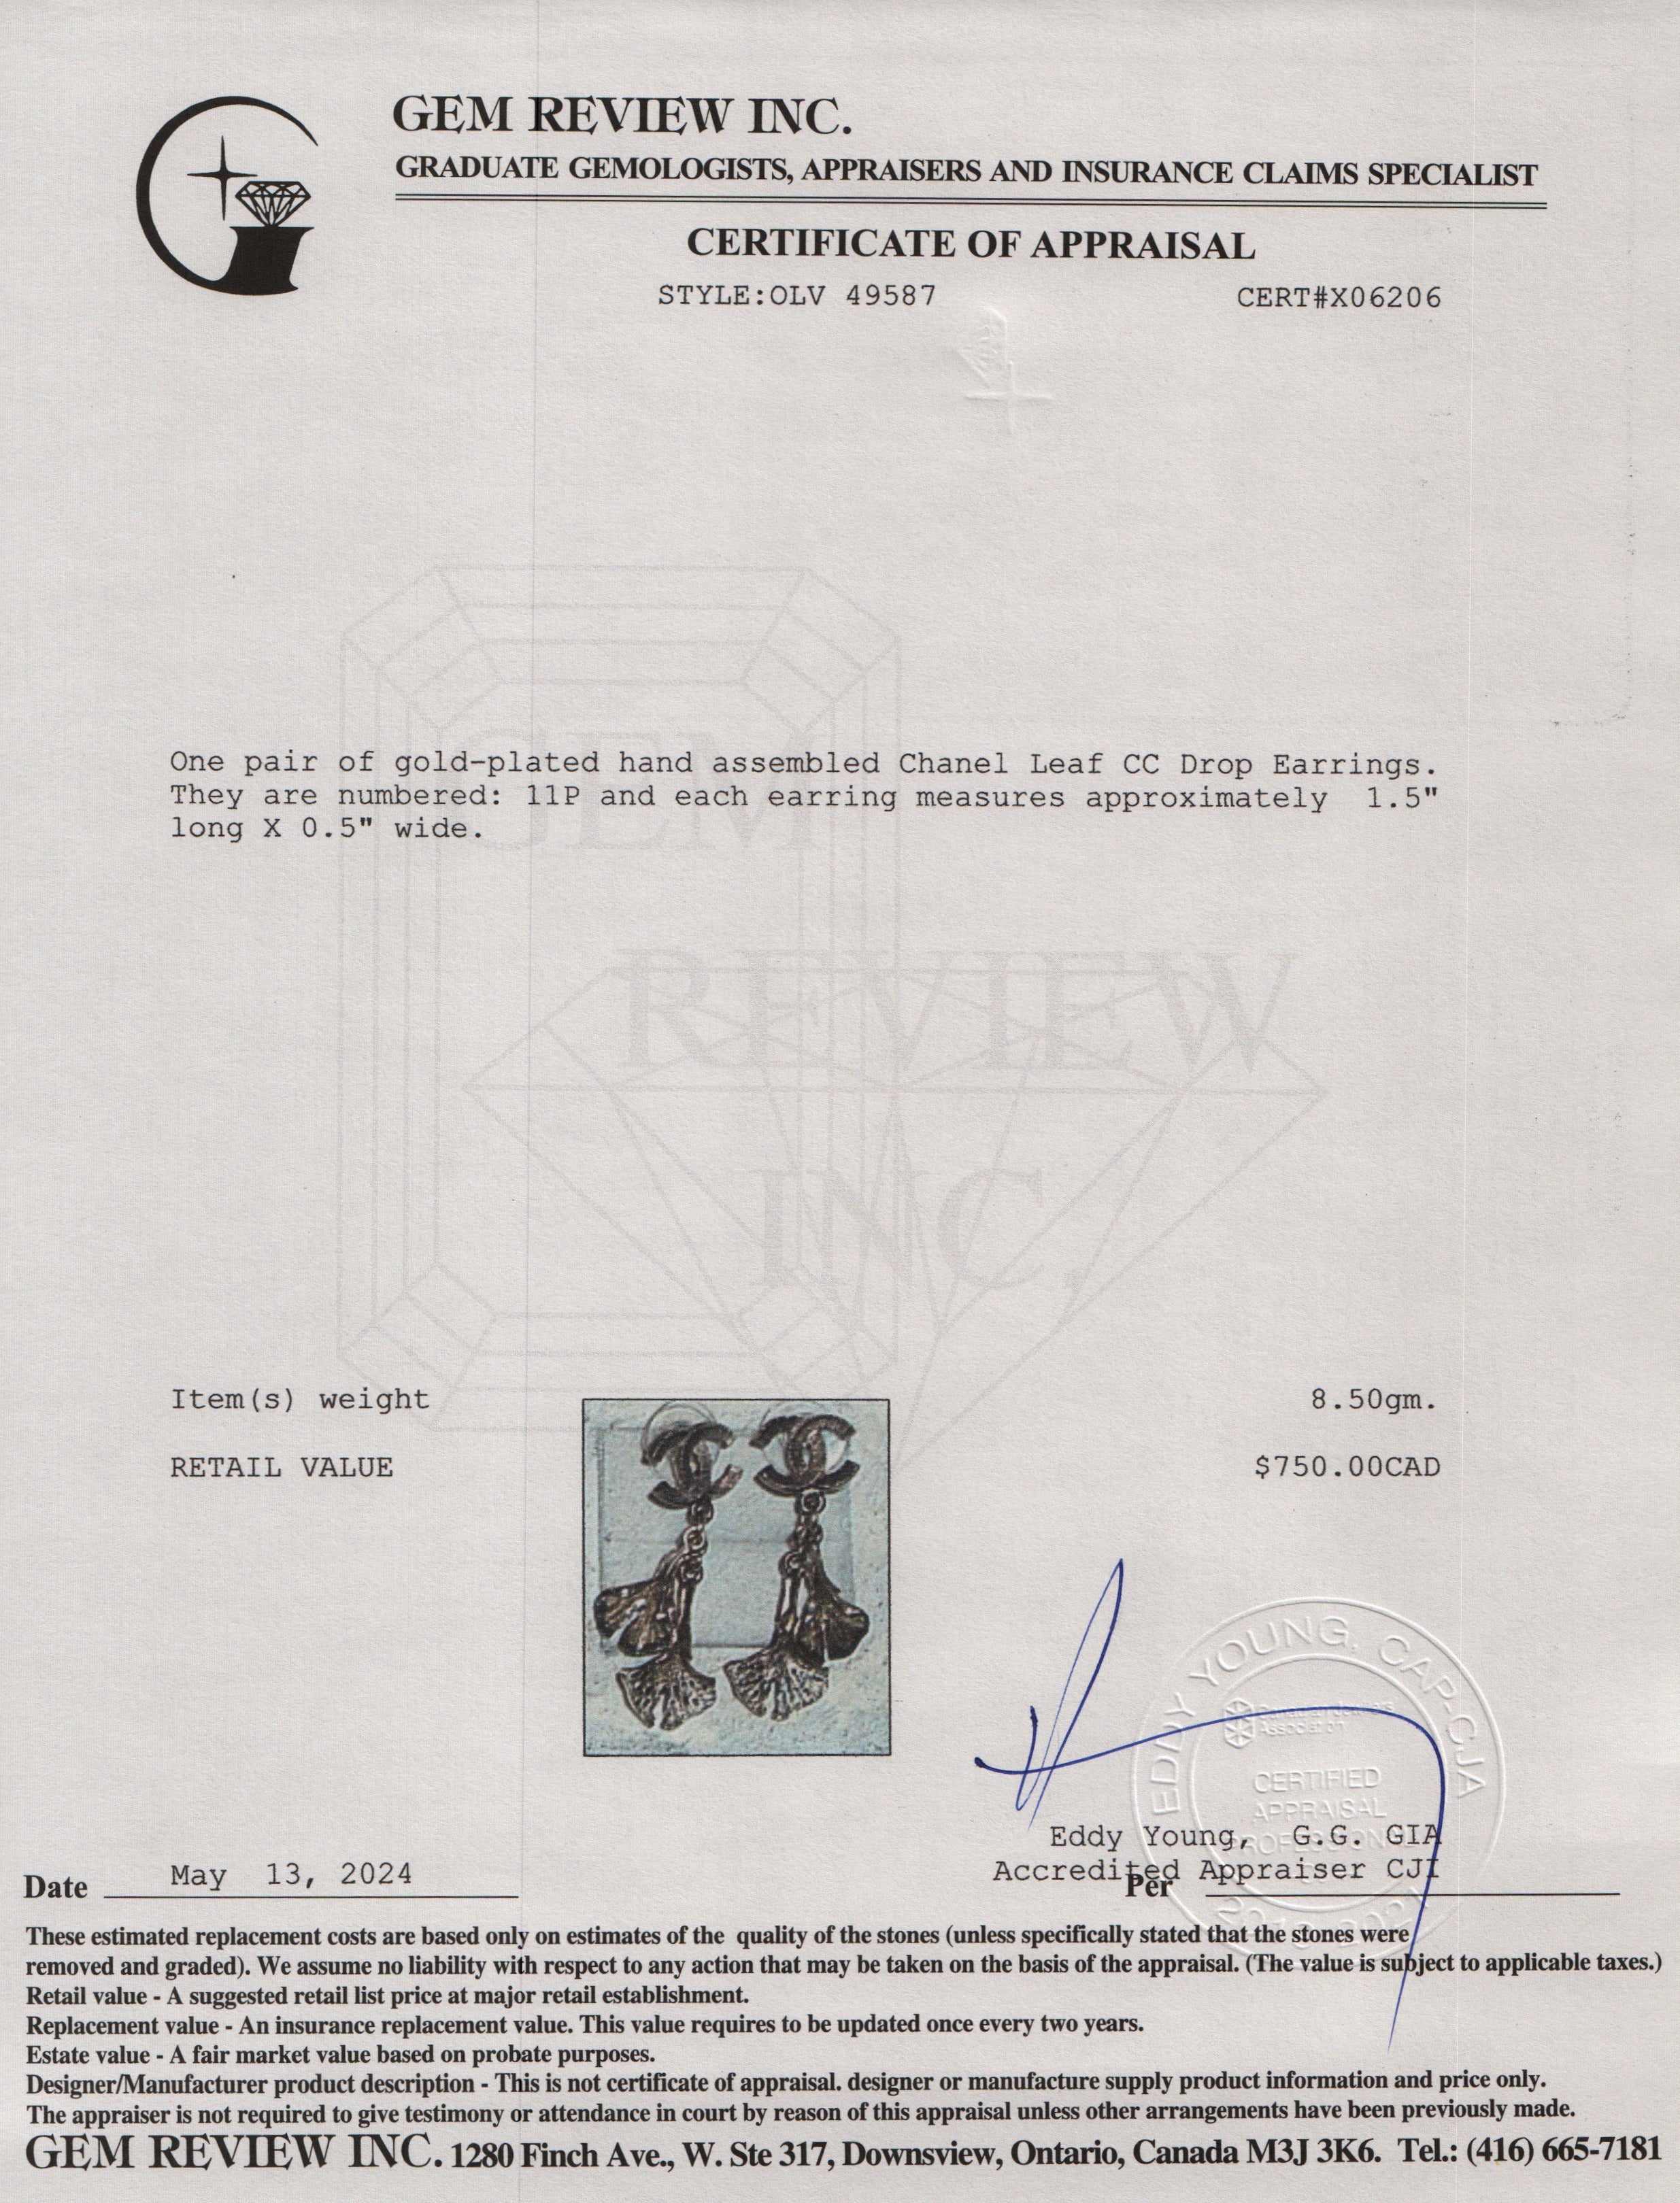 GEM REVIEW INC.
GRADUATE GEMOLOGISTS, APPRAISERS AND INSURANCE CLAIMS SPECIALIST
CERTIFICATE OF APPRAISAL
STYLE:OLV 49587 CERT#X06206
One pair of gold-plated hand assembled Chanel Leaf CC Drop Earrings.
They are numbered: 11P and each earring measures approximately 1.5"
long X 0.5" wide.
GEM
REVIEW
INC.
Item(s) weight 8.50gm.
RETAIL VALUE $750.00CAD
EDDY YOUNG, CAP-CJA
Association
CERTIFIED
APPRAISAL
PROFESSIONAL
Eddy Young, G.G. GIA
Accredited Appraiser CJI
Date May 13, 2024 Per
These estimated replacement costs are based only on estimates of the quality of the stones (unless specifically stated that the stones were
removed and graded). We assume no liability with respect to any action that may be taken on the basis of the appraisal. (The value is subject to applicable taxes.)
Retail value - A suggested retail list price at major retail establishment.
Replacement value - An insurance replacement value. This value requires to be updated once every two years.
Estate value - A fair market value based on probate purposes.
Designer/Manufacturer product description - This is not certificate of appraisal. designer or manufacture supply product information and price only.
The appraiser is not required to give testimony or attendance in court by reason of this appraisal unless other arrangements have been previously made.
GEM REVIEW INC. 1280 Finch Ave., W. Ste 317, Downsview, Ontario, Canada M3J 3K6. Tel.: (416) 665-7181